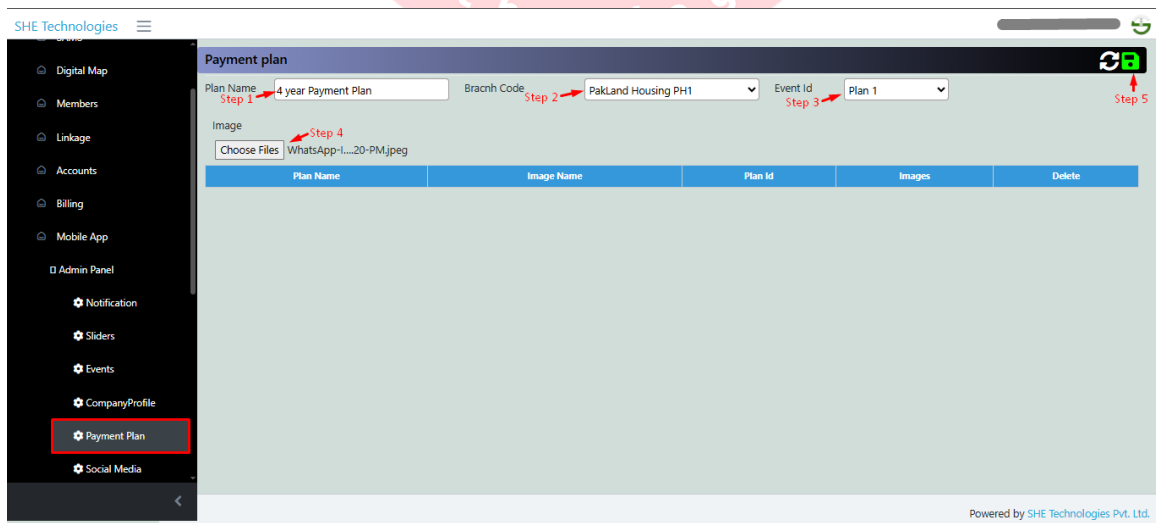 SHE Technologies
Digital Map
Members
Linkage
Accounts
Billing
Mobile App
Admin Panel
Notification
Sliders
Events
CompanyProfile
Payment Plan
Social Media
Payment plan
Plan Name 4 year Payment Plan Bracnh Code PakLand Housing PH1 Event Id Plan 1
Step 1 Step 2 Step 3 Step 5
Image
Step 4
Choose Files WhatsApp-I....20-PM.jpeg
Plan Name Image Name Plan Id Images Delete
Powered by SHE Technologies Pvt. Ltd.